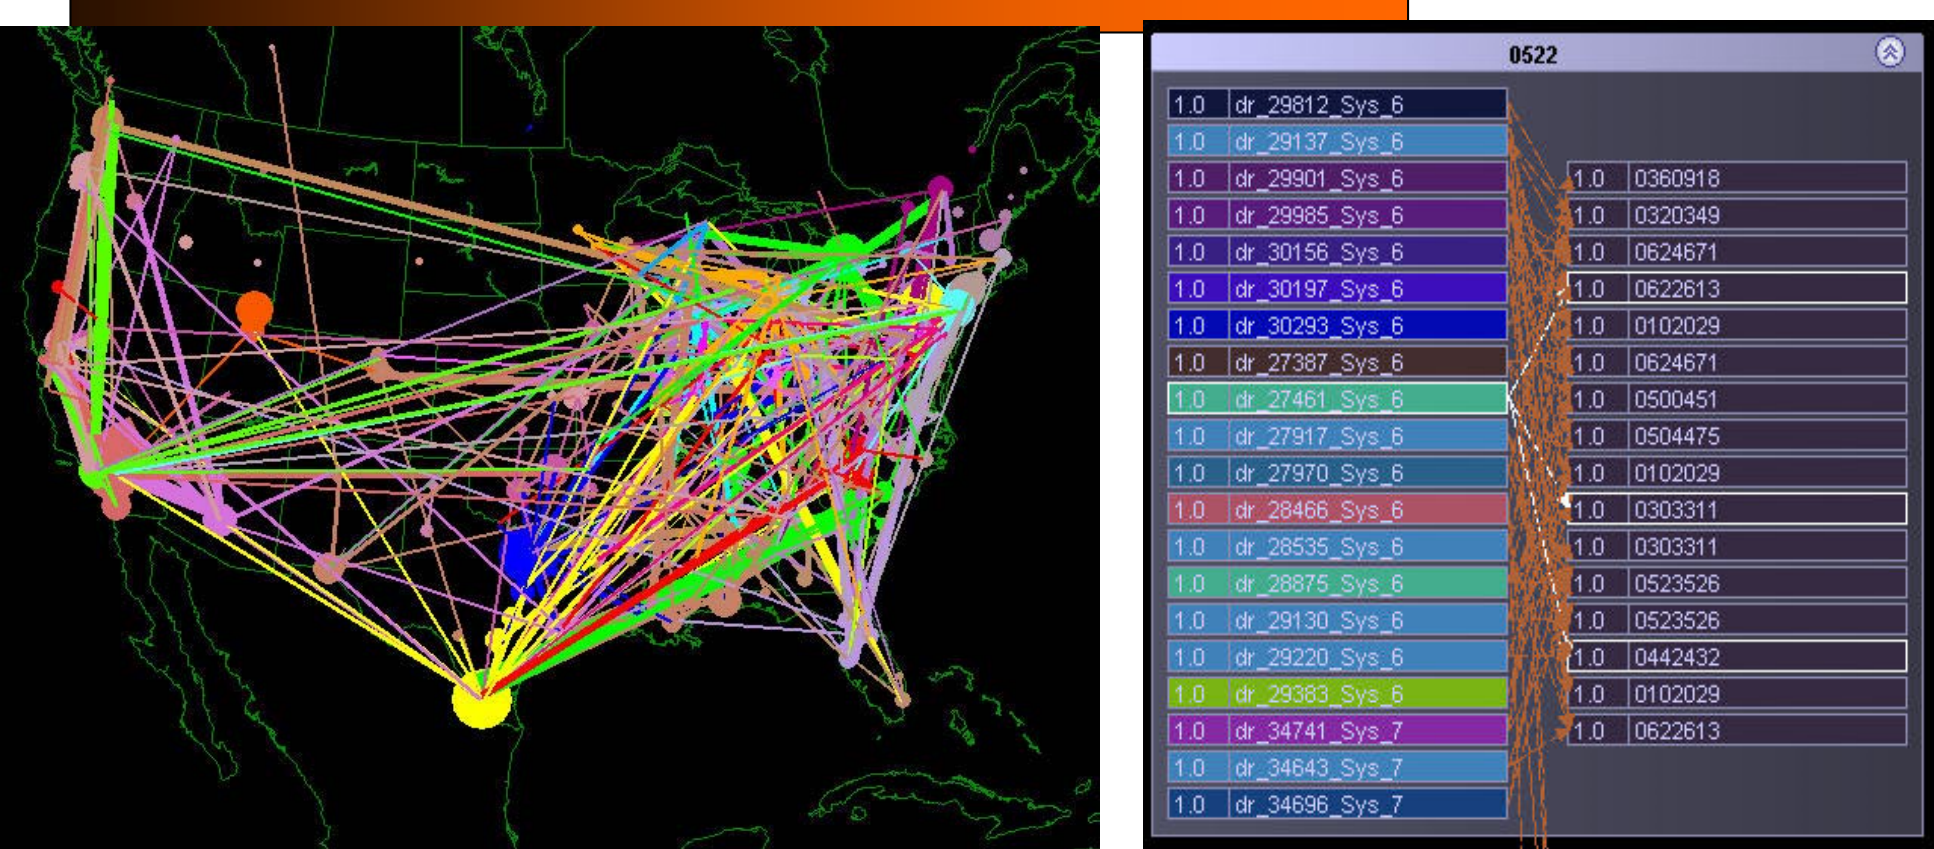 0522
1.0 dr_29812_Sys_6
1.0 dr_29137_Sys_6
1.0 dr_29901_Sys_6
1.0 dr_29985_Sys_6
1.0 dr_30156_Sys_6
1.0 dr_30197_Sys_6
1.0 dr_30293_Sys_6
1.0 dr_27387_Sys_6
1.0 dr_27461_Sys_6
1.0 dr_27917_Sys_6
1.0 dr_27970_Sys_6
1.0 dr_28466_Sys_6
1.0 dr_28535_Sys_6
1.0 dr_28875_Sys_6
1.0 dr_29130_Sys_6
1.0 dr_29220_Sys_6
1.0 dr_29383_Sys_6
1.0 dr_34741_Sys_7
1.0 dr_34643_Sys_7
1.0 dr_34696_Sys_7
1.0 0360918
1.0 0320349
1.0 0624671
1.0 0622613
1.0 0102029
1.0 0624671
1.0 0500451
1.0 0504475
1.0 0102029
1.0 0303311
1.0 0303311
1.0 0523526
1.0 0523526
1.0 0442432
1.0 0102029
1.0 0622613